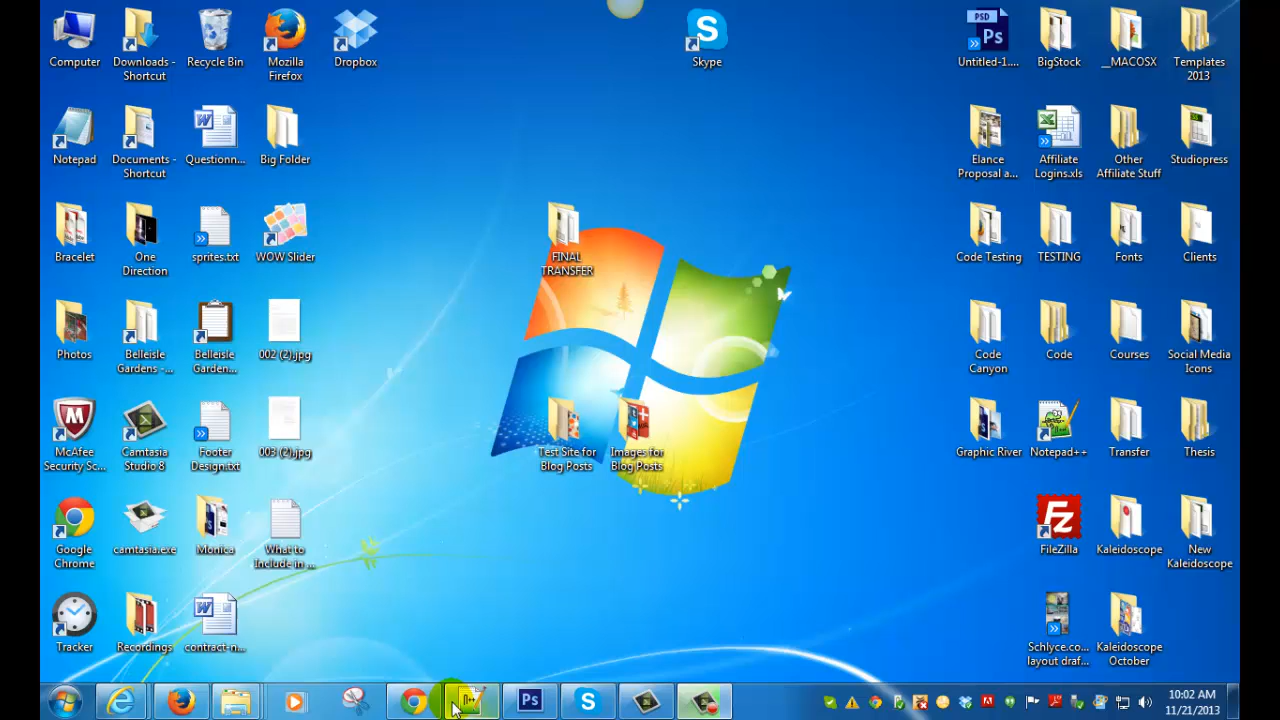 Computer
Downloads -
Shortcut
Recycle Bin
Mozilla
Firefox
Dropbox
Skype
PSD
Ps
Untitled-1....
BigStock
__MACOSX
Templates
2013
Notepad
Documents -
Shortcut
Questionn...
Big Folder
Elance
Proposal a...
Affiliate
Logins.xls
Other
Affiliate Stuff
Studiopress
Bracelet
One
Direction
sprites.txt
WOW Slider
FINAL
TRANSFER
Code Testing
TESTING
Fonts
Clients
Photos
Belleisle
Gardens -...
Belleisle
Garden...
002 (2).jpg
Code
Canyon
Code
Courses
Social Media
Icons
McAfee
Security Sc...
Camtasia
Studio 8
Footer
Design.txt
003 (2).jpg
Test Site for
Blog Posts
Images for
Blog Posts
Graphic River
Notepad++
Transfer
Thesis
Google
Chrome
camtasia.exe
Monica
What to
Include in ...
Fz
FileZilla
Kaleidoscope
New
Kaleidoscope
Tracker
Recordings
contract-n...
Schlyce.co...
layout draf...
Kaleidoscope
October
Ps
10:02 AM
11/21/2013